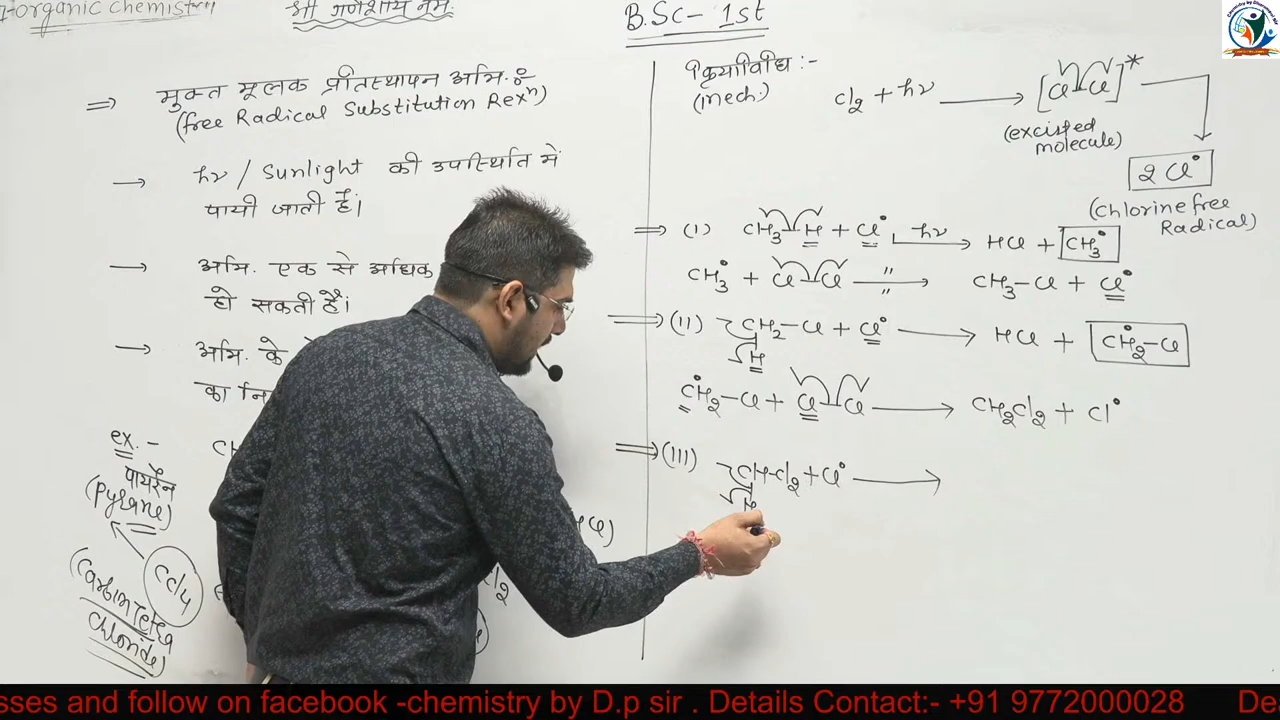 organic chemistry
श्री गणेशाय नमः
B.Sc- 1st
⇒ मुक्त मूलक प्रतिस्थापन अभि. :-
(free Radical Substitution Rexⁿ)
→ hν / Sunlight की उपस्थिति में
पायी जाती है।
→ अभि. एक से अधिक
हो सकती है।
→ अभि. के
का नि
ex. -
पायरॅन
(Pyrane)
CCl4
(Carbon Tetra
Chloride)
क्रियाविधि :-
(mech.)
Cl2 + hν → [Cl-Cl]*
(excisted
molecule)
2Cl•
(Chlorine free
Radical)
⇒ (I) CH3-H + Cl• hν→ HCl + CH3•
CH3• + Cl-Cl " → CH3-Cl + Cl•
"
⇒ (II) CH2-Cl + Cl• → HCl + •CH2-Cl
H
•CH2-Cl + Cl-Cl → CH2Cl2 + Cl•
⇒ (III) CH-Cl2 + Cl• →
H
sses and follow on facebook -chemistry by D.p sir . Details Contact:- +91 9772000028 De